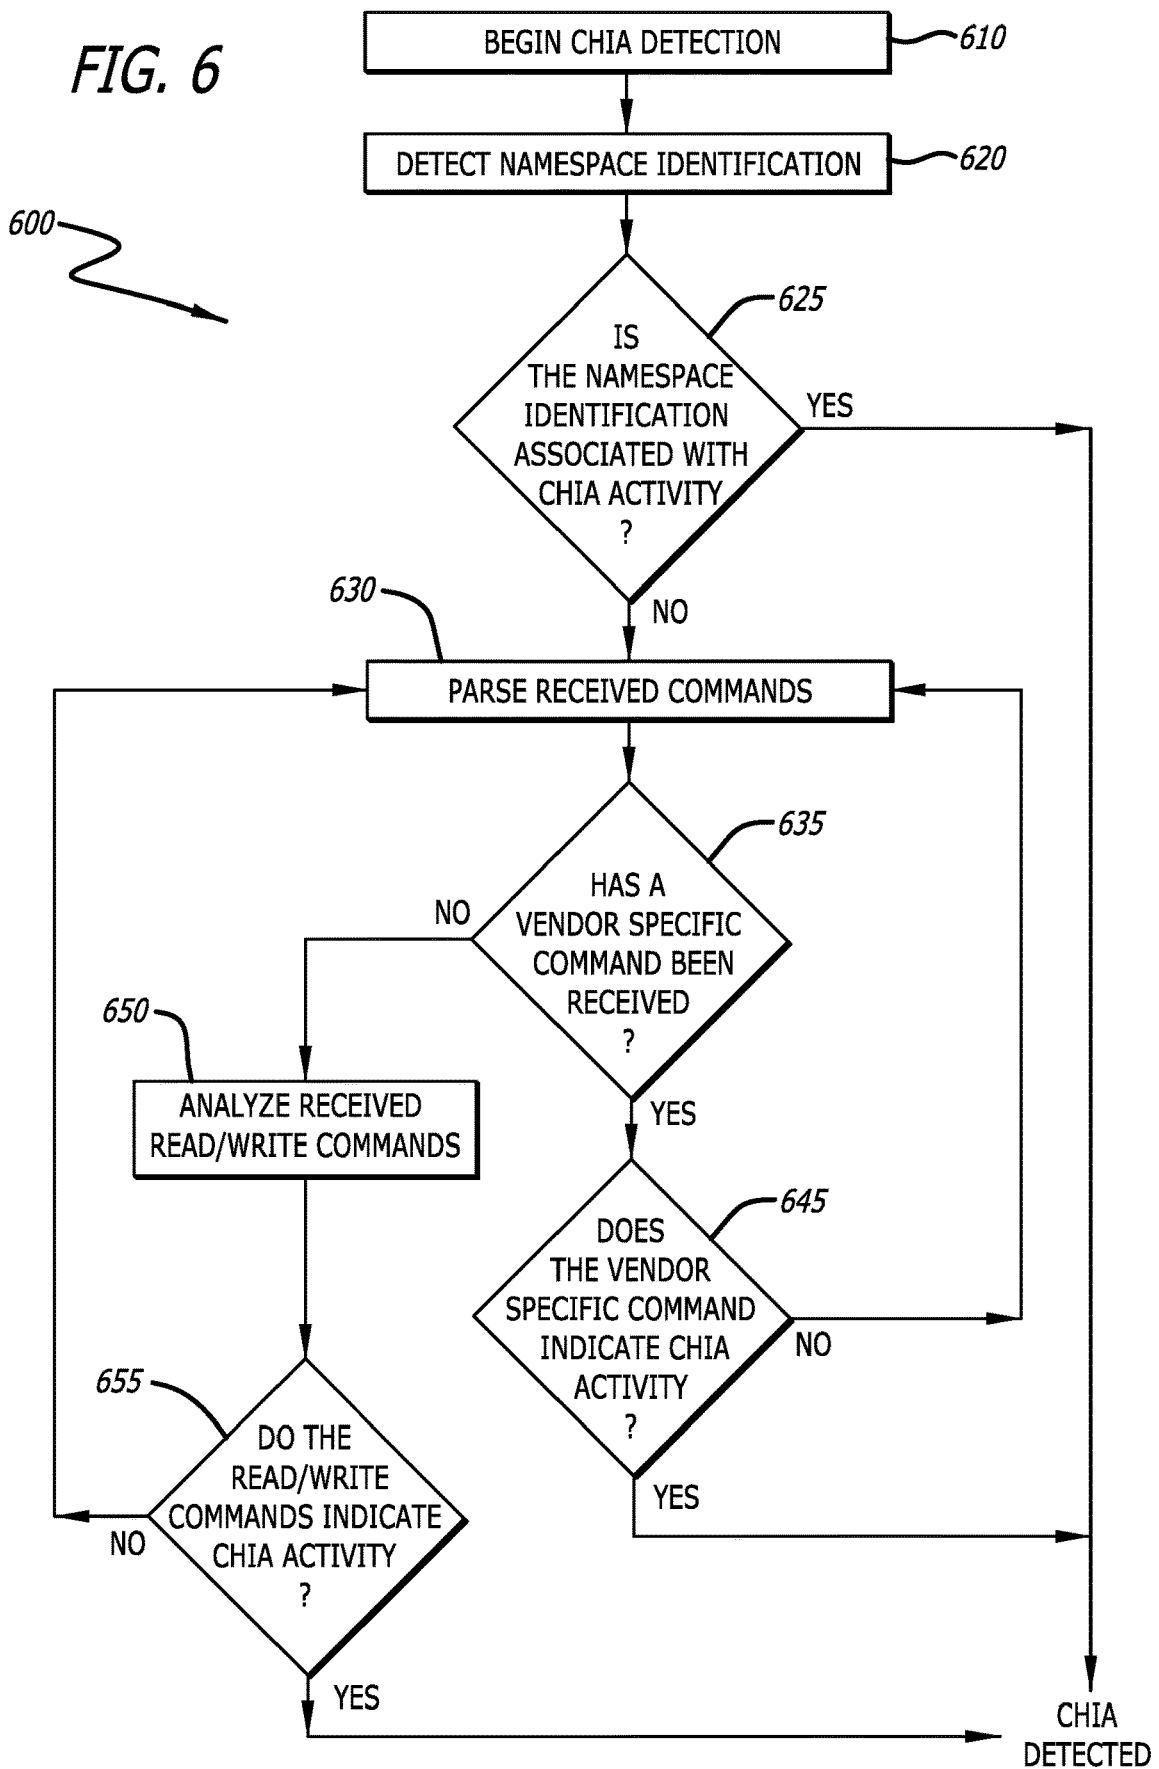 FIG. 6
BEGIN CHIA DETECTION
610
DETECT NAMESPACE IDENTIFICATION
620
600
625
IS
THE NAMESPACE
IDENTIFICATION
ASSOCIATED WITH
CHIA ACTIVITY
?
YES
NO
630
PARSE RECEIVED COMMANDS
635
HAS A
VENDOR SPECIFIC
COMMAND BEEN
RECEIVED
?
NO
YES
650
ANALYZE RECEIVED
READ/WRITE COMMANDS
645
DOES
THE VENDOR
SPECIFIC COMMAND
INDICATE CHIA
ACTIVITY
?
NO
YES
655
DO THE
READ/WRITE
COMMANDS INDICATE
CHIA ACTIVITY
?
NO
YES
CHIA
DETECTED